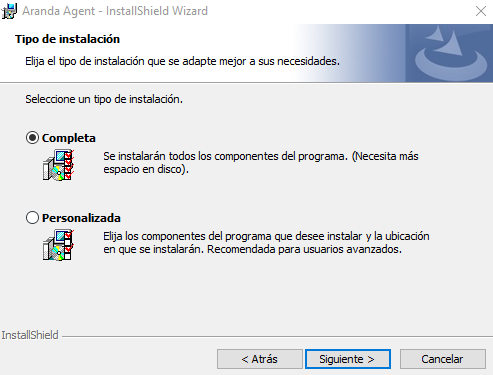 Aranda Agent - InstallShield Wizard
Tipo de instalación
Elija el tipo de instalación que se adapte mejor a sus necesidades.
Seleccione un tipo de instalación.
Completa
Se instalarán todos los componentes del programa. (Necesita más
espacio en disco).
Personalizada
Elija los componentes del programa que desee instalar y la ubicación
en que se instalarán. Recomendada para usuarios avanzados.
InstallShield
< Atrás
Siguiente >
Cancelar